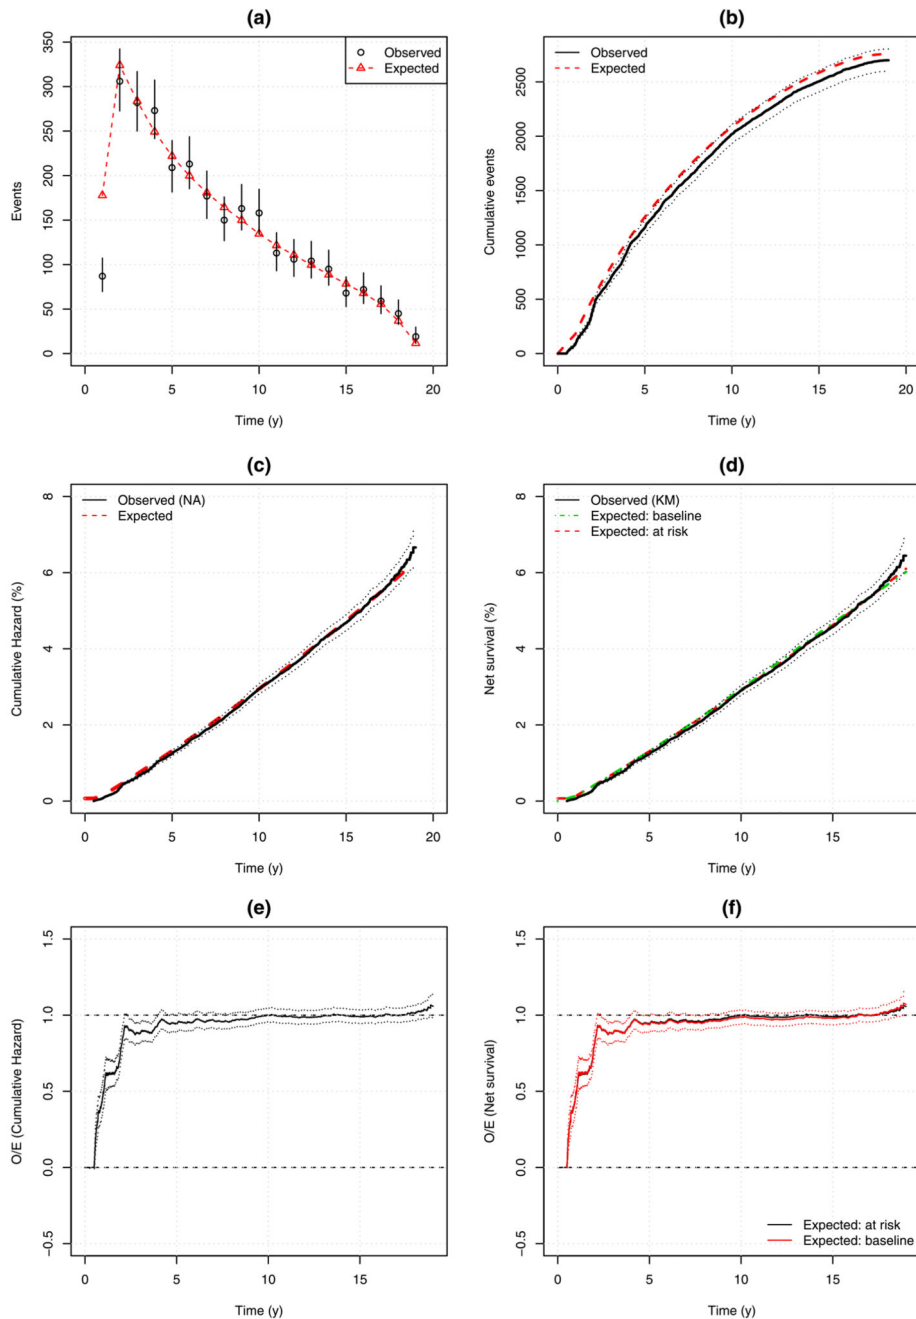 (a)
350
300
250
200
150
100
50
0
Events
Observed
Expected
0 5 10 15 20
Time (y)
(b)
2500
2000
1500
1000
500
0
Cumulative events
Observed
Expected
0 5 10 15 20
Time (y)
(c)
8
6
4
2
0
Cumulative Hazard (%)
Observed (NA)
Expected
0 5 10 15 20
Time (y)
(d)
8
6
4
2
0
Net survival (%)
Observed (KM)
Expected: baseline
Expected: at risk
0 5 10 15 20
Time (y)
(e)
1.5
1.0
0.5
0.0
−0.5
O/E (Cumulative Hazard)
0 5 10 15
Time (y)
(f)
1.5
1.0
0.5
0.0
−0.5
O/E (Net survival)
Expected: at risk
Expected: baseline
0 5 10 15
Time (y)